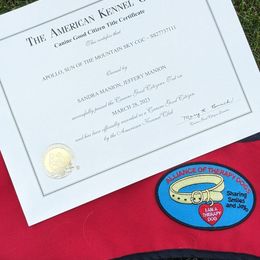 THE AMERICAN KENNEL C
Canine Good Citizen Title Certificate
This certifies that
APOLLO, SUN OF THE MOUNTAIN SKY CGC - SR27737111
Owned by
SANDRA MANION, JEFFERY MANION
successfully passed the Canine Good Citizen Test on
MARCH 28, 2023
and has been officially recorded as a Canine Good Citizen
by the American Kennel Club
ALLIANCE OF THERAPY DOGS
Sharing
Smiles
and Joy
I AM A
THERAPY
DOG